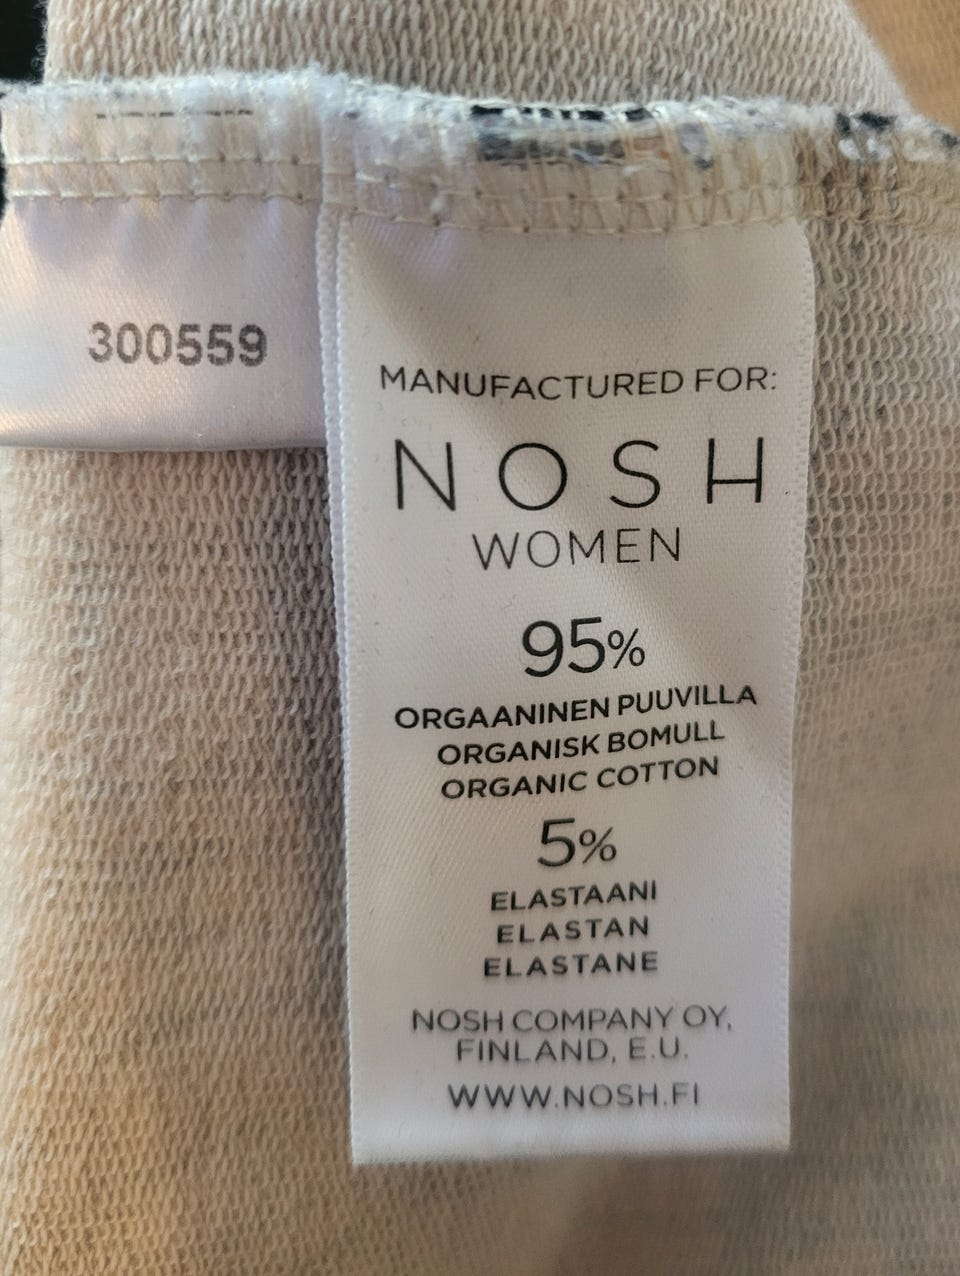 300559
MANUFACTURED FOR:
NOSH
WOMEN
95%
ORGAANINEN PUUVILLA
ORGANISK BOMULL
ORGANIC COTTON
5%
ELASTAANI
ELASTAN
ELASTANE
NOSH COMPANY OY,
FINLAND, E.U.
WWW.NOSH.FI